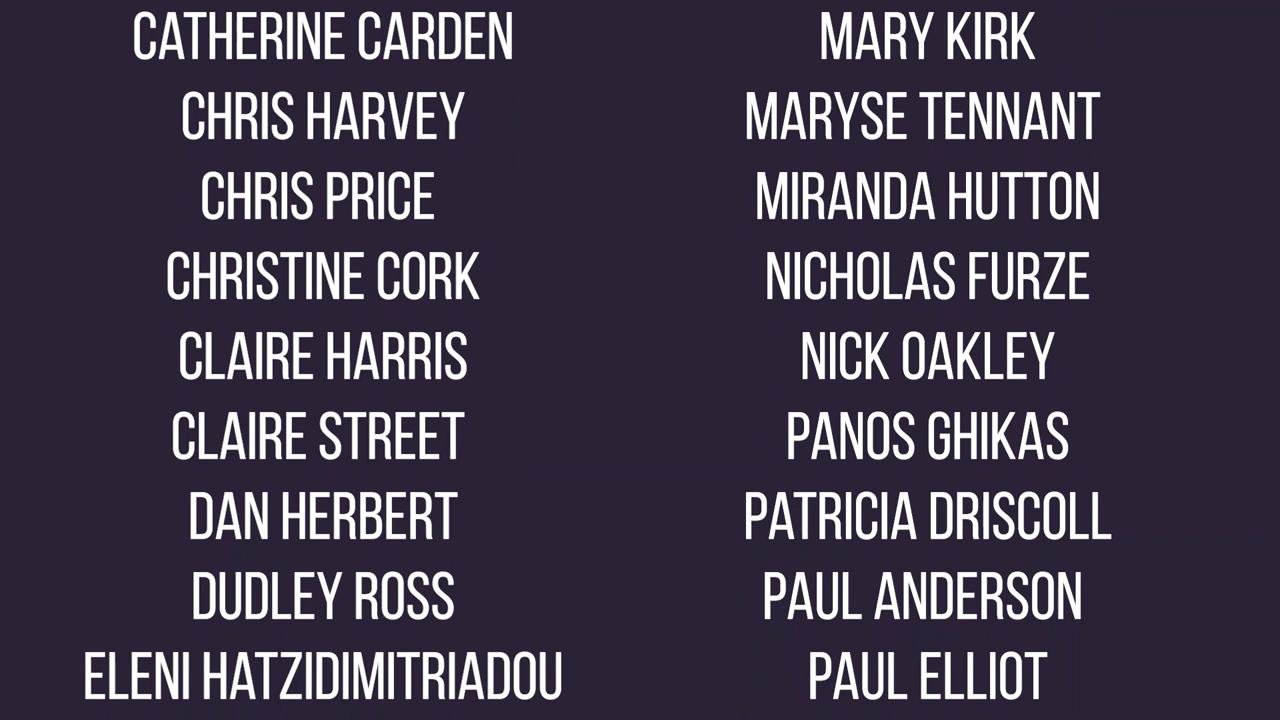 CATHERINE CARDEN
CHRIS HARVEY
CHRIS PRICE
CHRISTINE CORK
CLAIRE HARRIS
CLAIRE STREET
DAN HERBERT
DUDLEY ROSS
ELENI HATZIDIMITRIADOU
MARY KIRK
MARYSE TENNANT
MIRANDA HUTTON
NICHOLAS FURZE
NICK OAKLEY
PANOS GHIKAS
PATRICIA DRISCOLL
PAUL ANDERSON
PAUL ELLIOT